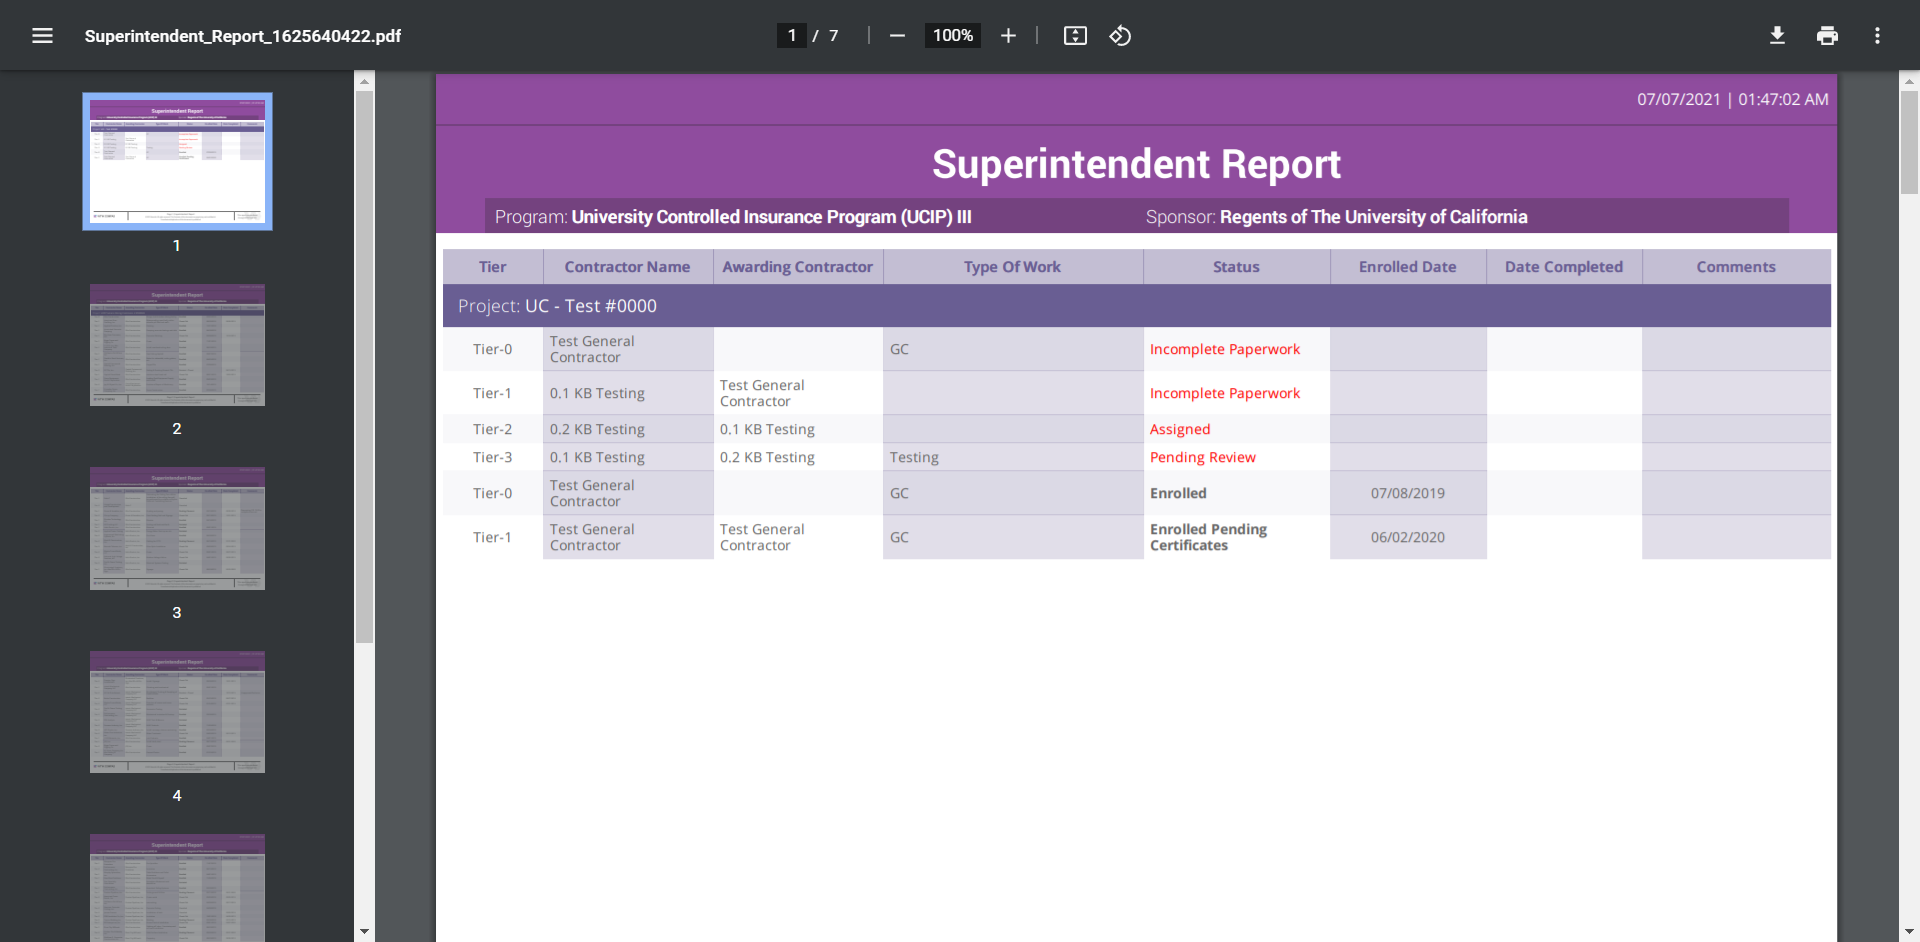 Superintendent_Report_1625640422.pdf
1 / 7
100%
1
2
3
4
07/07/2021 | 01:47:02 AM
Superintendent Report
Program: University Controlled Insurance Program (UCIP) III Sponsor: Regents of The University of California
Tier Contractor Name Awarding Contractor Type Of Work Status Enrolled Date Date Completed Comments
Project: UC - Test #0000
Tier-0 Test General Contractor GC Incomplete Paperwork
Tier-1 0.1 KB Testing Test General Contractor Incomplete Paperwork
Tier-2 0.2 KB Testing 0.1 KB Testing Assigned
Tier-3 0.1 KB Testing 0.2 KB Testing Testing Pending Review
Tier-0 Test General Contractor GC Enrolled 07/08/2019
Tier-1 Test General Contractor Test General Contractor GC Enrolled Pending Certificates 06/02/2020